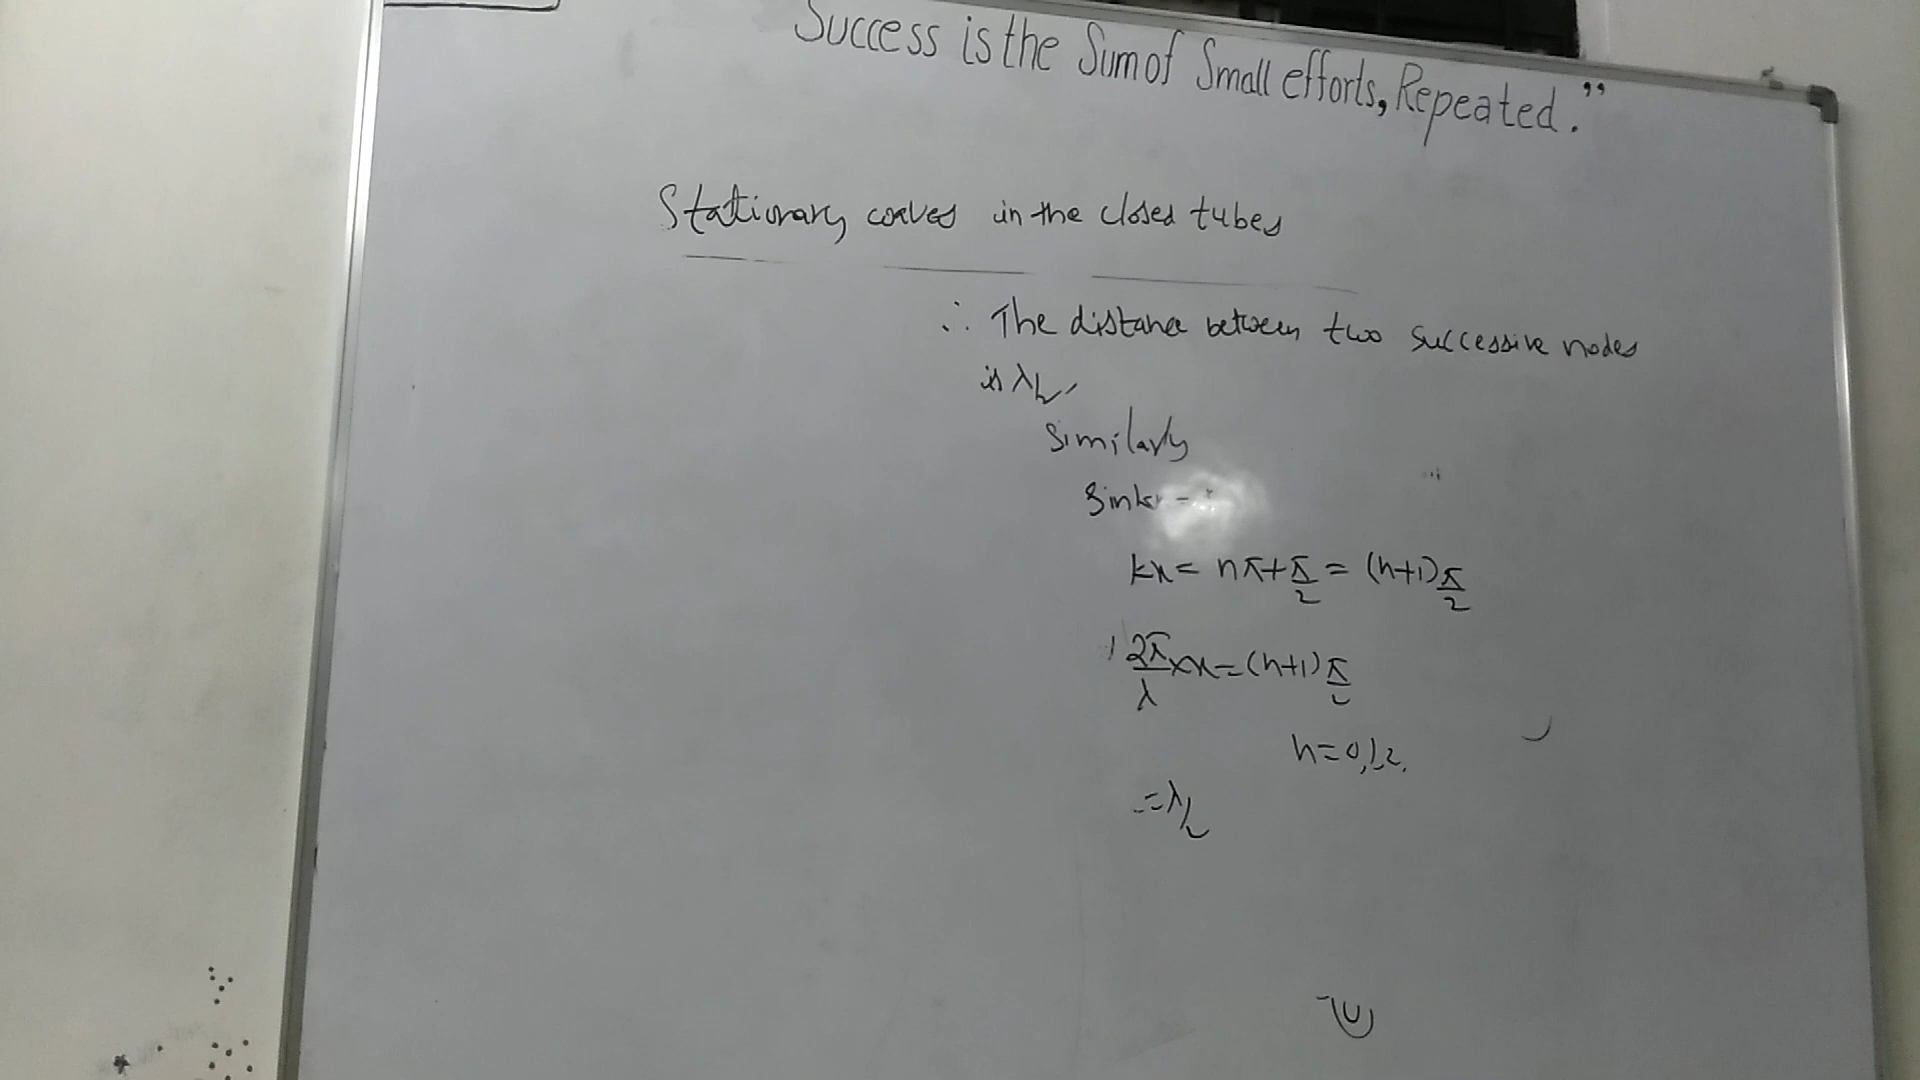 Success is the Sum of Small efforts, Repeated."
Stationary waves in the closed tubes
∴ The distance between two successive nodes
is λ/2
Similarly
Sinkx =
kx = nπ + π/2 = (n+1)π/2
2π/λ × x = (n+1)π/2
n=0,1,2,
= λ/2